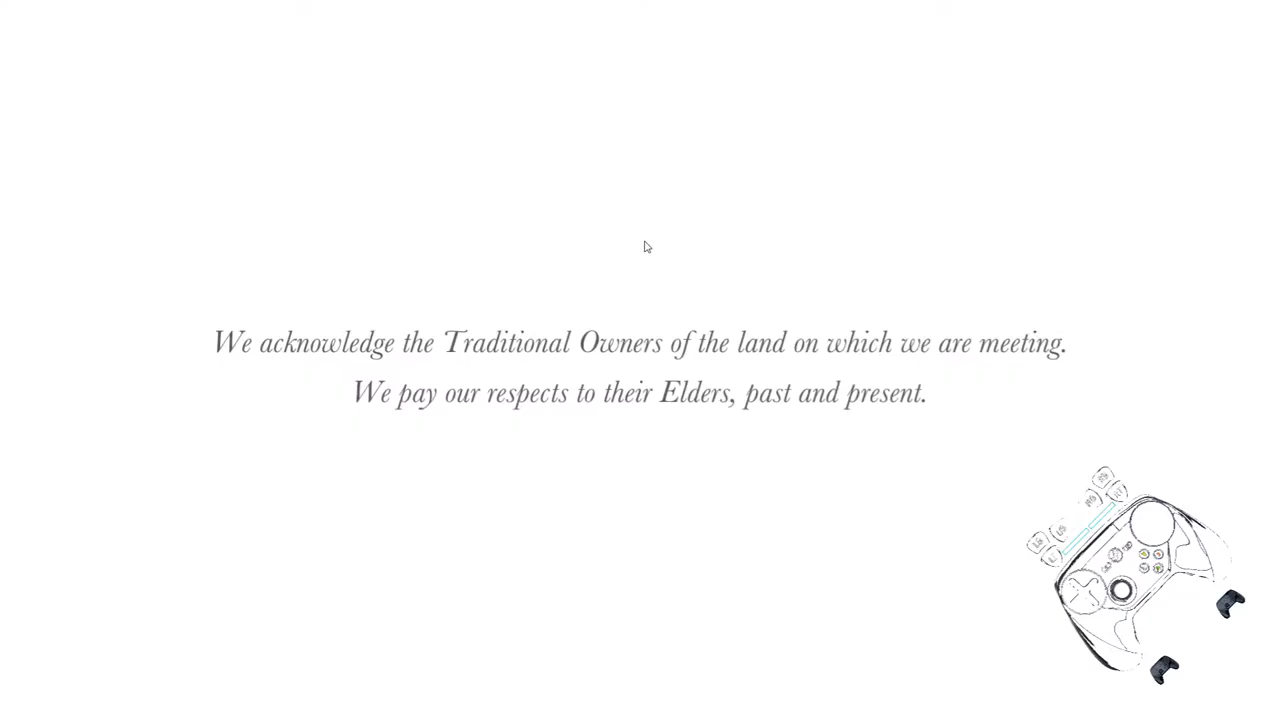 We acknowledge the Traditional Owners of the land on which we are meeting.
We pay our respects to their Elders, past and present.